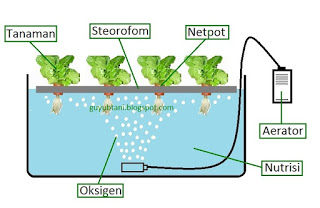 Tanaman
Steorofom
Netpot
guyubtani.blogspot.com
Aerator
Nutrisi
Oksigen